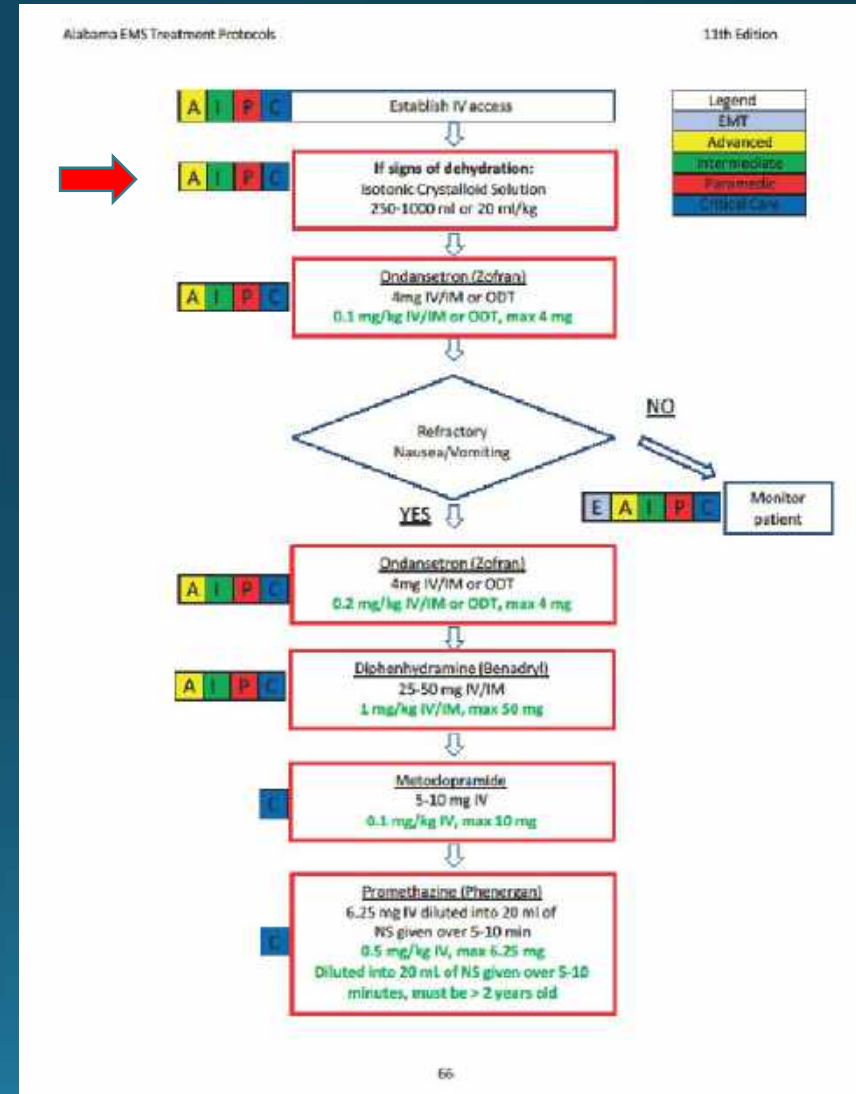 Alabama EMS Treatment Protocols
11th Edition
A I P C
Establish IV access
Legend
EMT
Advanced
Intermediate
Paramedic
Critical Care
A I P C
If signs of dehydration:
Isotonic Crystalloid Solution
250-1000 ml or 20 ml/kg
A I P C
Ondansetron (Zofran)
4mg IV/IM or ODT
0.1 mg/kg IV/IM or ODT, max 4 mg
Refractory
Nausea/Vomiting
NO
E A I P C
Monitor
patient
YES
A I P C
Ondansetron (Zofran)
4mg IV/IM or ODT
0.2 mg/kg IV/IM or ODT, max 4 mg
A I P C
Diphenhydramine (Benadryl)
25-50 mg IV/IM
1 mg/kg IV/IM, max 50 mg
C
Metoclopramide
5-10 mg IV
0.1 mg/kg IV, max 10 mg
C
Promethazine (Phenergan)
6.25 mg IV diluted into 20 ml of
NS given over 5-10 min
0.5 mg/kg IV, max 6.25 mg
Diluted into 20 mL of NS given over 5-10
minutes, must be > 2 years old
66